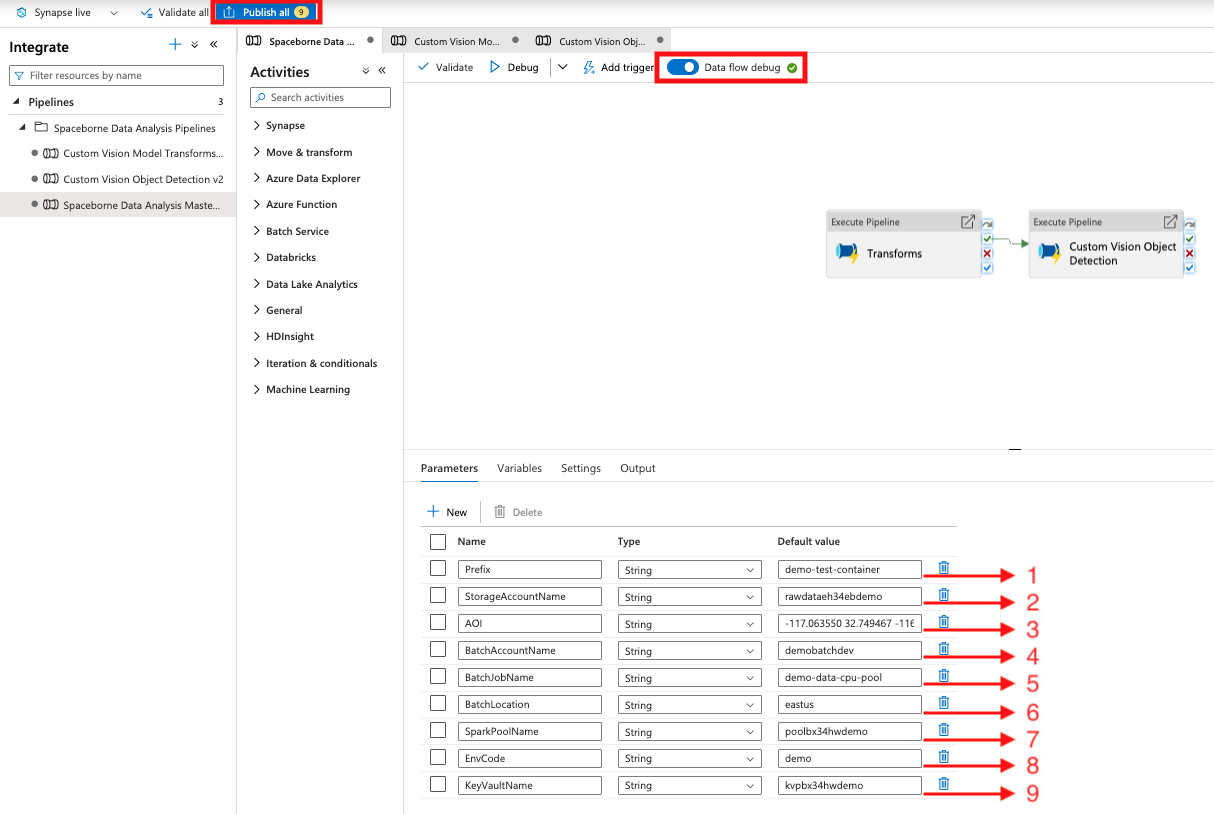 Synapse live
Validate all
Publish all 9
Integrate
Filter resources by name
Pipelines 3
Spaceborne Data Analysis Pipelines
Custom Vision Model Transforms...
Custom Vision Object Detection v2
Spaceborne Data Analysis Maste...
Spaceborne Data ...
Custom Vision Mo...
Custom Vision Obj...
Activities
Search activities
Synapse
Move & transform
Azure Data Explorer
Azure Function
Batch Service
Databricks
Data Lake Analytics
General
HDInsight
Iteration & conditionals
Machine Learning
Validate
Debug
Add trigger
Data flow debug
Execute Pipeline
Transforms
Execute Pipeline
Custom Vision Object
Detection
Parameters Variables Settings Output
New Delete
Name Type Default value
Prefix String demo-test-container 1
StorageAccountName String rawdataeh34ebdemo 2
AOI String -117.063550 32.749467 -116 3
BatchAccountName String demobatchdev 4
BatchJobName String demo-data-cpu-pool 5
BatchLocation String eastus 6
SparkPoolName String poolbx34hwdemo 7
EnvCode String demo 8
KeyVaultName String kvpbx34hwdemo 9